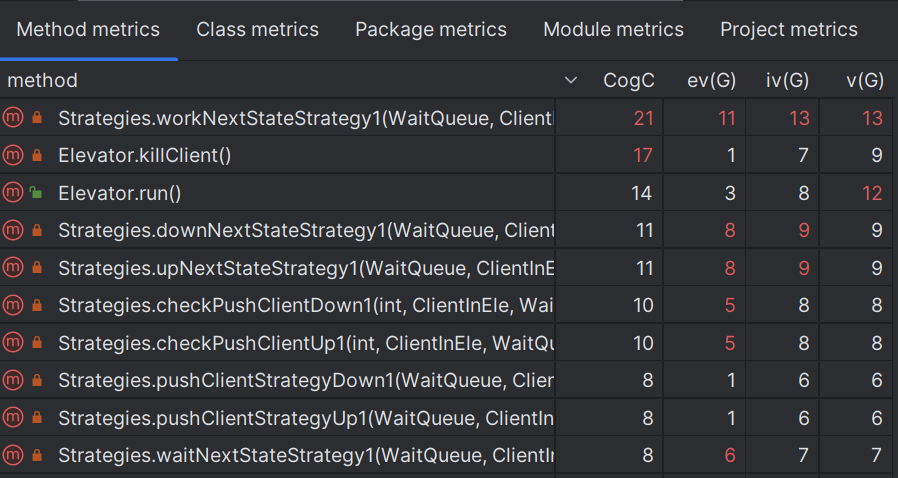 Method metrics Class metrics Package metrics Module metrics Project metrics
method CogC ev(G) iv(G) v(G)
m Strategies.workNextStateStrategy1(WaitQueue, ClientI 21 11 13 13
m Elevator.killClient() 17 1 7 9
m Elevator.run() 14 3 8 12
m Strategies.downNextStateStrategy1(WaitQueue, Client 11 8 9 9
m Strategies.upNextStateStrategy1(WaitQueue, ClientInE 11 8 9 9
m Strategies.checkPushClientDown1(int, ClientInEle, Wai 10 5 8 8
m Strategies.checkPushClientUp1(int, ClientInEle, WaitQu 10 5 8 8
m Strategies.pushClientStrategyDown1(WaitQueue, Clien 8 1 6 6
m Strategies.pushClientStrategyUp1(WaitQueue, ClientIn 8 1 6 6
m Strategies.waitNextStateStrategy1(WaitQueue, ClientI 8 6 7 7